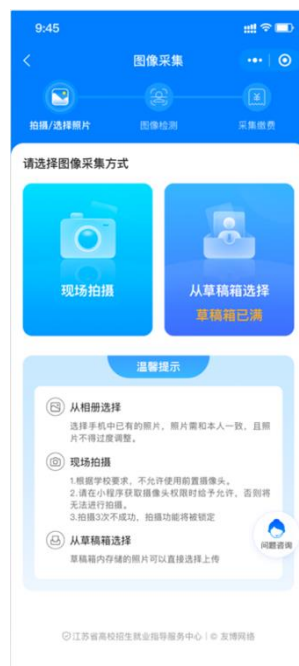 9:45
图像采集
拍摄/选择照片
图像检测
采集缴费
请选择图像采集方式
现场拍摄
从草稿箱选择
草稿箱已满
温馨提示
从相册选择
选择手机中已有的照片，照片需和本人一致，且照
片不得过度调整。
现场拍摄
1.根据学校要求，不允许使用前置摄像头。
2.请在小程序获取摄像头权限时给予允许，否则将
无法进行拍摄。
3.拍摄3次不成功，拍摄功能将被锁定
从草稿箱选择
草稿箱内存储的照片可以直接选择上传
问题咨询
江苏省高校招生就业指导服务中心 | © 友博网络